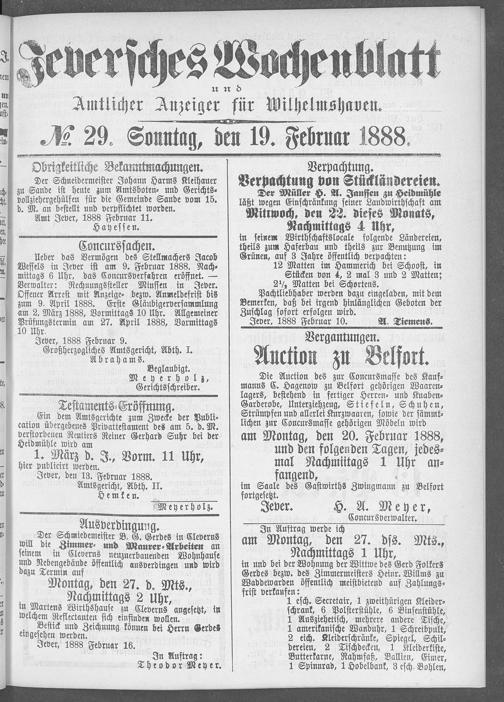 Jeversches Wochenblatt
und
Amtlicher Anzeiger für Wilhelmshaven.
№ 29. Sonntag, den 19. Februar 1888.
Obrigkeitliche Bekanntmachungen.
Der Schneidermeister Johann Harms Kleihauer
zu Sande ist heute zum Amtsboten- und Gerichts-
vollziehergehülfen für die Gemeinde Sande vom 15.
d. M. an bestellt und verpflichtet worden.
Amt Jever, 1888 Februar 11.
Hayessen.
Concurssachen.
Ueber das Vermögen des Stellmachers Jacob
Wessels in Jever ist am 9. Februar 1888, Nach-
mittags 6 Uhr, das Concursverfahren eröffnet. —
Verwalter: Rechnungssteller Minssen in Jever.
Offener Arrest mit Anzeige- bezw. Anmeldefrist bis
zum 9. April 1888. Erste Gläubigerversammlung
am 2. März 1888, Vormittags 10 Uhr. Allgemeiner
Prüfungstermin am 27. April 1888, Vormittags
10 Uhr.
Jever, 1888 Februar 9.
Großherzogliches Amtsgericht, Abth. I.
Abrahams.
Beglaubigt.
Meyerholz,
Gerichtsschreiber.
Testaments-Eröffnung.
Ein dem Amtsgerichte zum Zwecke der Publi-
cation übergebenes Privattestament des am 5. d. M.
verstorbenen Rentiers Reiner Gerhard Suhr bei der
Heidmühle wird am
1. März d. J., Vorm. 11 Uhr,
hier publicirt werden.
Jever, den 13. Februar 1888.
Amtsgericht, Abth. II.
Hemken.
Meyerholz.
Ausverdingung.
Der Schmiedemeister B. G. Gerdes in Cleverns
will die Zimmer- und Maurer-Arbeiten an
seinem in Cleverns neuzuerbauenden Wohnhause
und Nebengebäude öffentlich ausverdingen und wird
dazu Termin auf
Montag, den 27. d. Mts.,
Nachmittags 2 Uhr,
in Martens Wirthshause zu Cleverns angesetzt, in
welchem Reflectanten sich einfinden wollen.
Bestick und Zeichnung können bei Herrn Gerdes
eingesehen werden.
Jever, 1888 Februar 16.
Im Auftrag:
Theodor Meyer.
Verpachtung.
Verpachtung von Stückländereien.
Der Müller H. A. Janssen zu Heidmühle
läßt wegen Einschränkung seiner Landwirthschaft am
Mittwoch, den 22. dieses Monats,
Nachmittags 4 Uhr,
in seinem Wirthschaftslocale folgende Ländereien,
theils zum Haferbau und theils zur Benutzung im
Grünen, auf 3 Jahre öffentlich verpachten:
12 Matten im Hammerich bei Schoost, in
Stücken von 4, 2 mal 3 und 2 Matten;
2½ Matten bei Schortens.
Pachtliebhaber werden dazu eingeladen, mit dem
Bemerken, daß bei irgend hinlänglichen Geboten der
Zuschlag sofort erfolgen wird.
Jever, 1888 Februar 10. A. Tiemens.
Vergantungen.
Auction zu Belfort.
Die Auction des zur Concursmasse des Kauf-
manns C. Hagenow zu Belfort gehörigen Waaren-
lagers, bestehend in fertiger Herren- und Knaben-
Garderobe, Unterziehzeug, Stiefeln, Schuhen,
Strümpfen und allerlei Kurzwaaren, sowie der sämmt-
lichen zur Concursmasse gehörigen Möbeln wird
am Montag, den 20. Februar 1888,
und den folgenden Tagen, jedes-
mal Nachmittags 1 Uhr an-
fangend,
im Saale des Gastwirths Zwingmann zu Belfort
fortgesetzt.
Jever. H. A. Meyer,
Concursverwalter.
In Auftrag werde ich
am Montag, den 27. dss. Mts.,
Nachmittags 1 Uhr,
in und bei der Wohnung der Wittwe des Gerd Folkers
Gerdes bezw. des Zimmermeisters Heinr. Wilms zu
Waddewarden öffentlich meistbietend auf Zahlungs-
frist verkaufen:
1 esch. Secretair, 1 zweithürigen Kleider-
schrank, 6 Polsterstühle, 6 Binsenstühle,
1 Ausziehtisch, mehrere andere Tische,
1 amerikanische Wanduhr, 1 Schreibpult,
2 eich. Kleiderschränke, Spiegel, Schil-
dereien, 2 Tischdecken, 1 Kleiderkiste,
Butterkarne, Rahmfaß, Ballien, Eimer,
1 Spinnrad, 1 Hobelbank, 3 esch. Bohlen,